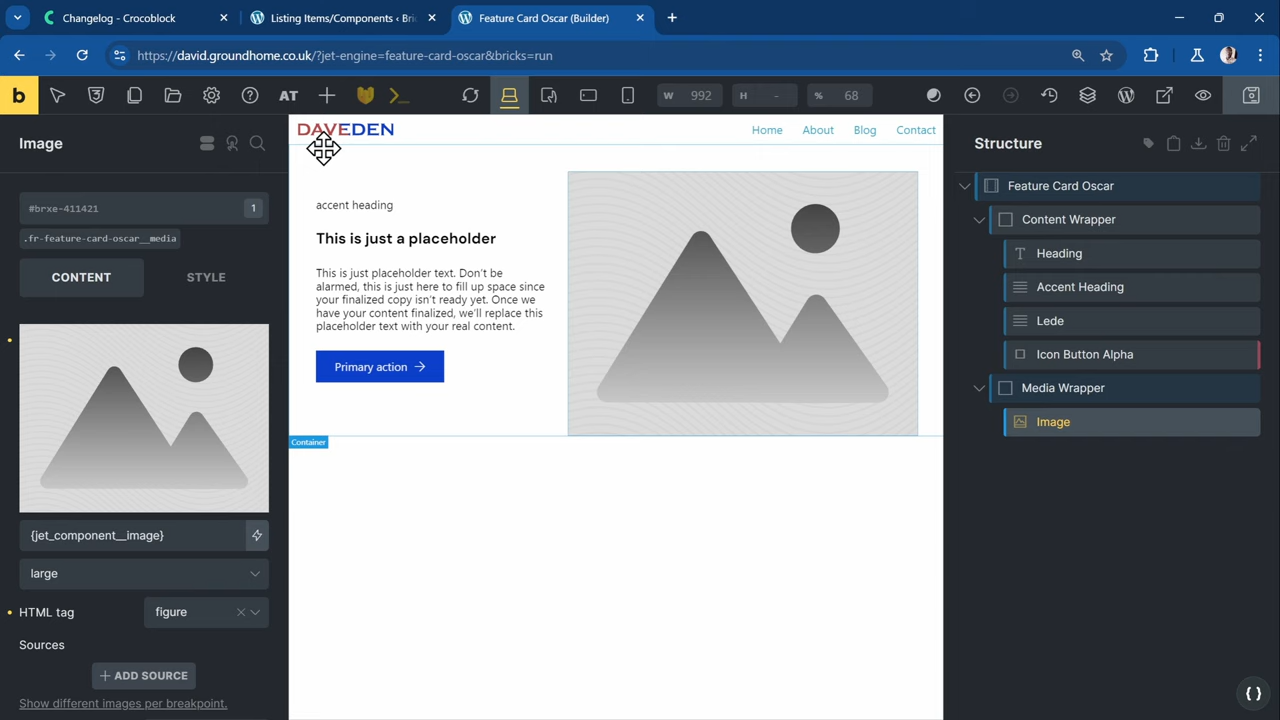 Changelog - Crocoblock
Listing Items/Components ‹ Bri
Feature Card Oscar (Builder)
https://david.groundhome.co.uk/?jet-engine=feature-card-oscar&bricks=run
b
AT
W 992
H -
% 68
Image
#brxe-411421
1
.fr-feature-card-oscar__media
CONTENT
STYLE
{jet_component__image}
large
HTML tag
figure
Sources
+ ADD SOURCE
Show different images per breakpoint.
DAVEDEN
Home
About
Blog
Contact
accent heading
This is just a placeholder
This is just placeholder text. Don't be
alarmed, this is just here to fill up space since
your finalized copy isn't ready yet. Once we
have your content finalized, we'll replace this
placeholder text with your real content.
Primary action
Container
Structure
Feature Card Oscar
Content Wrapper
Heading
Accent Heading
Lede
Icon Button Alpha
Media Wrapper
Image